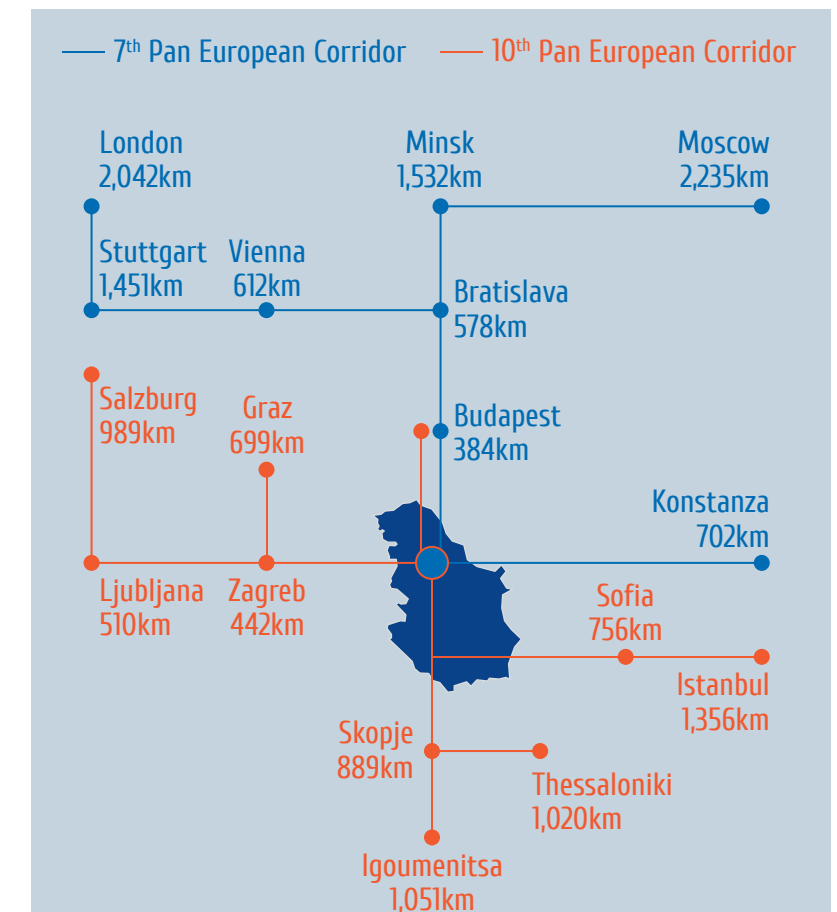 7th Pan European Corridor
10th Pan European Corridor
London
2,042km
Minsk
1,532km
Moscow
2,235km
Stuttgart
1,451km
Vienna
612km
Bratislava
578km
Salzburg
989km
Graz
699km
Budapest
384km
Konstanza
702km
Ljubljana
510km
Zagreb
442km
Sofia
756km
Istanbul
1,356km
Skopje
889km
Thessaloniki
1,020km
Igoumenitsa
1,051km